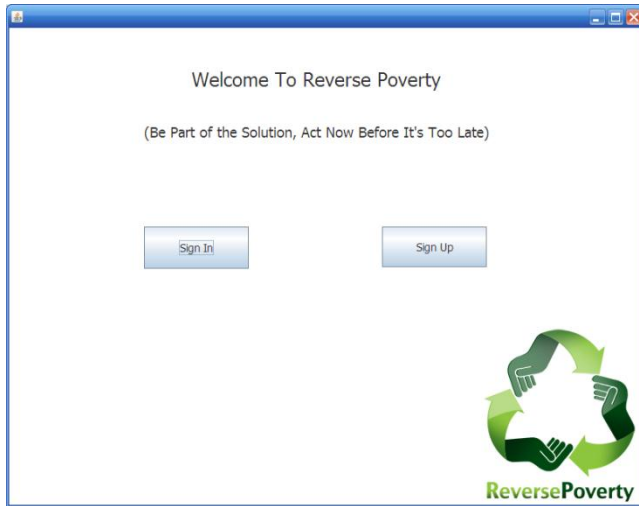 Welcome To Reverse Poverty
(Be Part of the Solution, Act Now Before It's Too Late)
Sign In
Sign Up
ReversePoverty